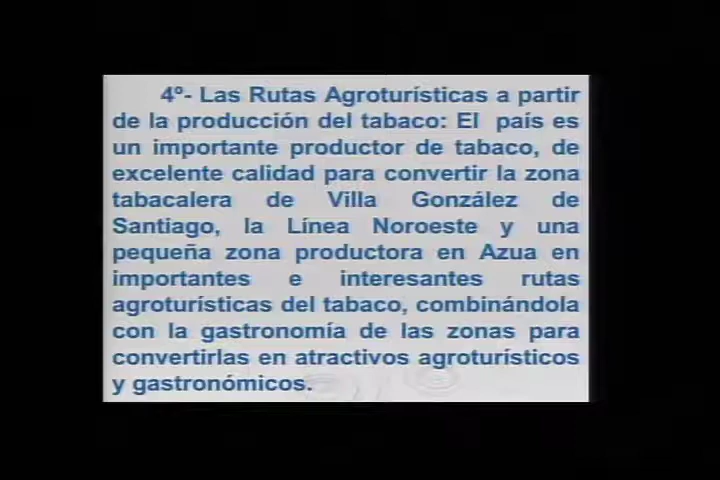 4º- Las Rutas Agroturísticas a partir
de la producción del tabaco: El país es
un importante productor de tabaco, de
excelente calidad para convertir la zona
tabacalera de Villa González de
Santiago, la Línea Noroeste y una
pequeña zona productora en Azua en
importantes e interesantes rutas
agroturísticas del tabaco, combinándola
con la gastronomía de las zonas para
convertirlas en atractivos agroturísticos
y gastronómicos.